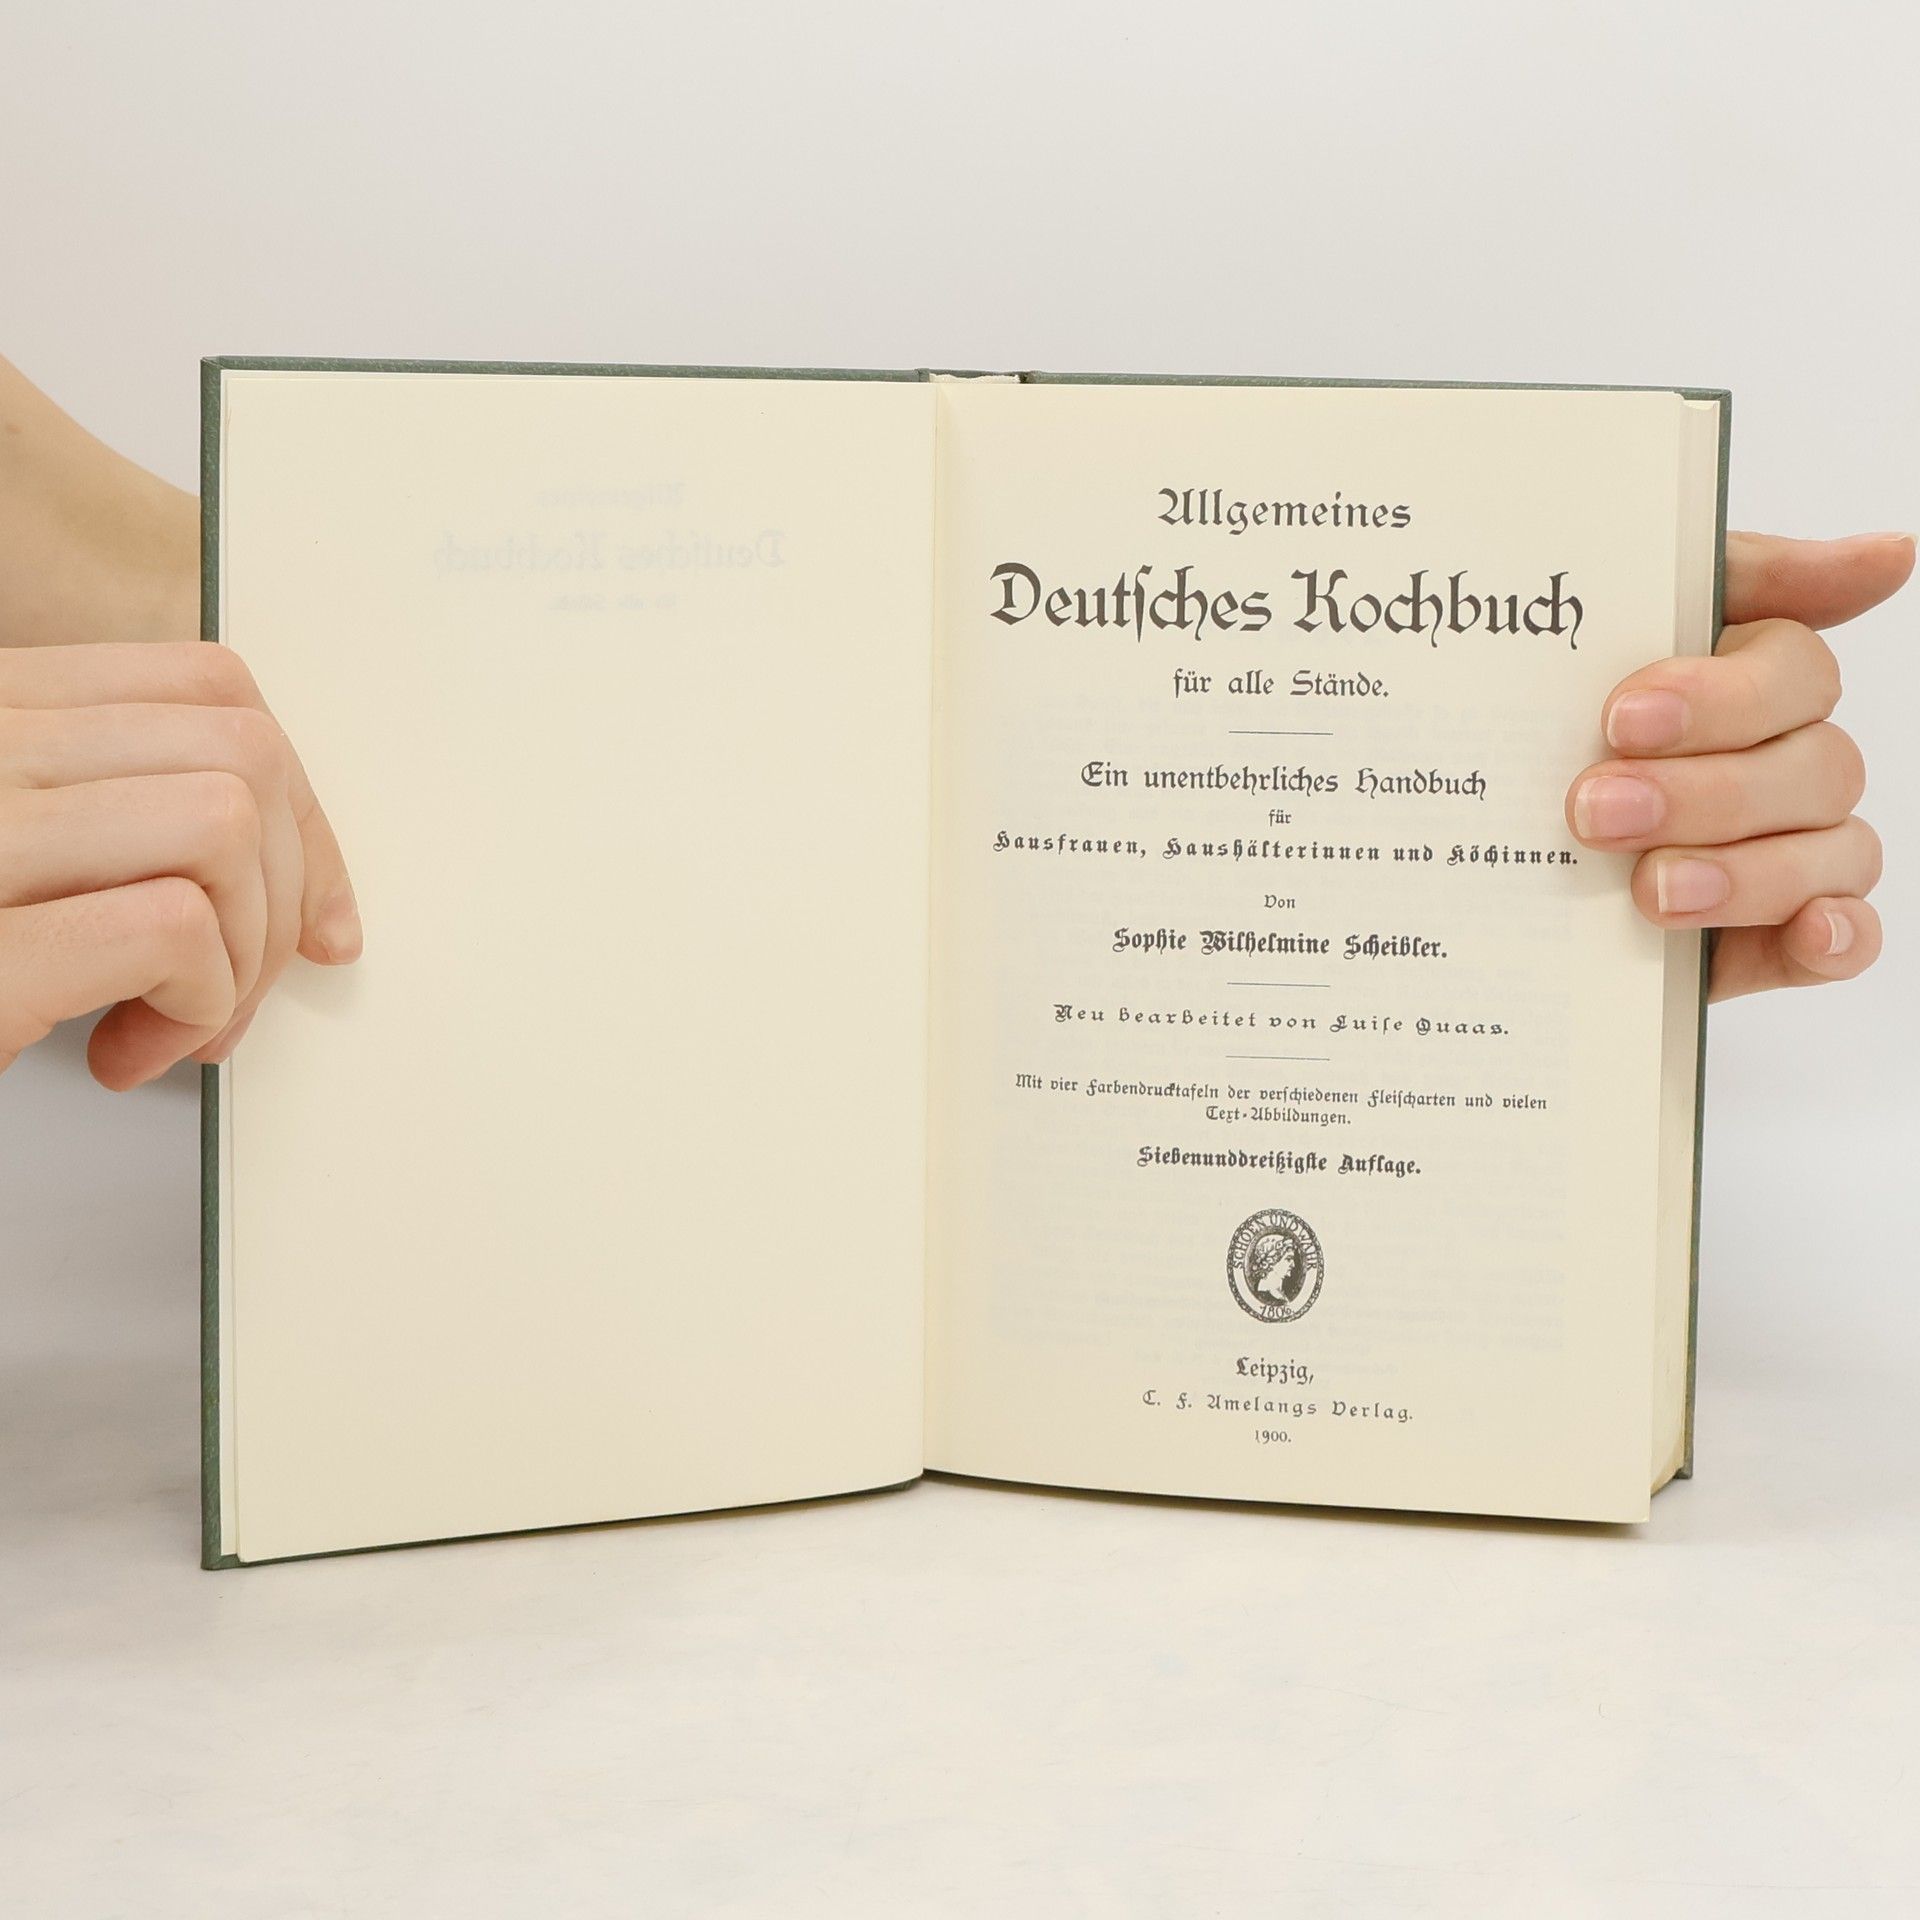 Allgemeines
Deutſches Kochbuch
für alle Stände.
Ein unentbehrliches Handbuch
für
Hausfrauen, Haushälterinnen und Köchinnen.
Von
Sophie Wilhelmine Scheibler.
Neu bearbeitet von Luiſe Quaas.
Mit vier Farbendrucktafeln der verſchiedenen Fleiſcharten und vielen
Text-Abbildungen.
Siebenunddreißigſte Auflage.
SCHOEN UND WAHR
1806
Leipzig,
C. F. Amelangs Verlag.
1900.